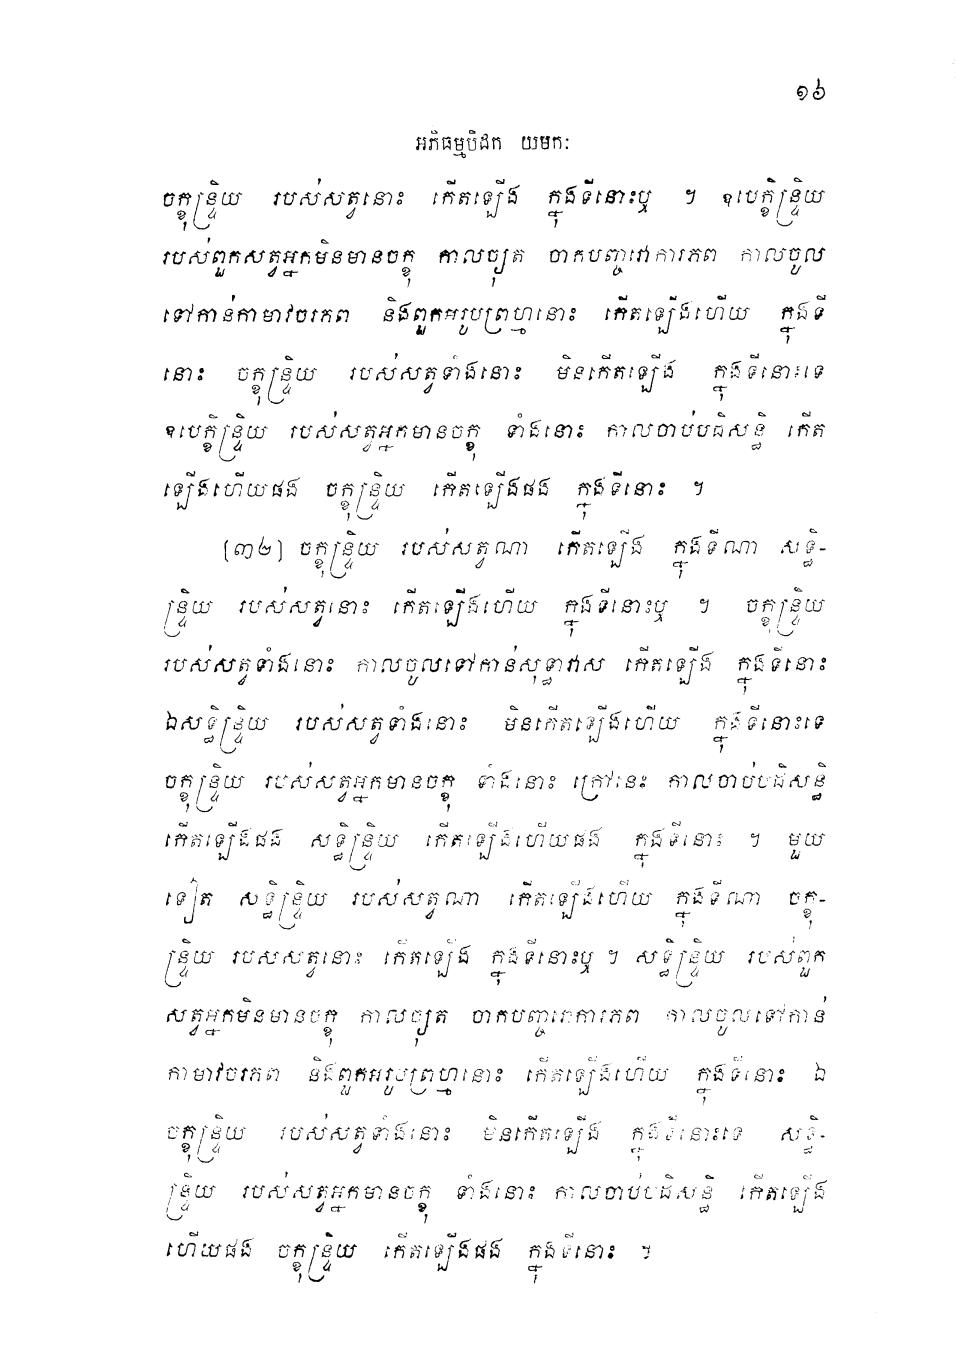 ១៦
អភិធម្មបិដក យមកៈ
ចក្ខុន្ទ្រិយ របស់សត្វនោះ កើតឡើង ក្នុងទីនោះឬ ។ ឧបេក្ខិន្ទ្រិយ
របស់ពួកសត្វអ្នកមិនមានចក្ខុ កាលច្យុត ចាកបញ្ចវោការភព កាលចូល
ទៅកាន់កាមាវចរភព និងពួកអរូបព្រហ្មនោះ កើតឡើងហើយ ក្នុងទី
នោះ ចក្ខុន្ទ្រិយ របស់សត្វទាំងនោះ មិនកើតឡើង ក្នុងទីនោះទេ
ឧបេក្ខិន្ទ្រិយ របស់សត្វអ្នកមានចក្ខុ ទាំងនោះ កាលចាប់បដិសន្ធិ កើត
ឡើងហើយផង ចក្ខុន្ទ្រិយ កើតឡើងផង ក្នុងទីនោះ ។
(៣៤) ចក្ខុន្ទ្រិយ របស់សត្វណា កើតឡើង ក្នុងទីណា សទ្ធិ-
ន្ទ្រិយ របស់សត្វនោះ កើតឡើងហើយ ក្នុងទីនោះឬ ។ ចក្ខុន្ទ្រិយ
របស់សត្វទាំងនោះ កាលចូលទៅកាន់សុទ្ធាវាស កើតឡើង ក្នុងទីនោះ
ឯសទ្ធិន្ទ្រិយ របស់សត្វទាំងនោះ មិនកើតឡើងហើយ ក្នុងទីនោះទេ
ចក្ខុន្ទ្រិយ របស់សត្វអ្នកមានចក្ខុ ទាំងនោះ ក្រៅនេះ កាលចាប់បដិសន្ធិ
កើតឡើងផង សទ្ធិន្ទ្រិយ កើតឡើងហើយផង ក្នុងទីនោះ ។ មួយ
ទៀត សទ្ធិន្ទ្រិយ របស់សត្វណា កើតឡើងហើយ ក្នុងទីណា ចក្ខុ-
ន្ទ្រិយ របស់សត្វនោះ កើតឡើង ក្នុងទីនោះឬ ។ សទ្ធិន្ទ្រិយ របស់ពួក
សត្វអ្នកមិនមានចក្ខុ កាលច្យុត ចាកបញ្ចវោការភព កាលចូលទៅកាន់
កាមាវចរភព និងពួកអរូបព្រហ្មនោះ កើតឡើងហើយ ក្នុងទីនោះ ឯ
ចក្ខុន្ទ្រិយ របស់សត្វទាំងនោះ មិនកើតឡើង ក្នុងទីនោះទេ សទ្ធិ-
ន្ទ្រិយ របស់សត្វអ្នកមានចក្ខុ ទាំងនោះ កាលចាប់បដិសន្ធិ កើតឡើង
ហើយផង ចក្ខុន្ទ្រិយ កើតឡើងផង ក្នុងទីនោះ ។